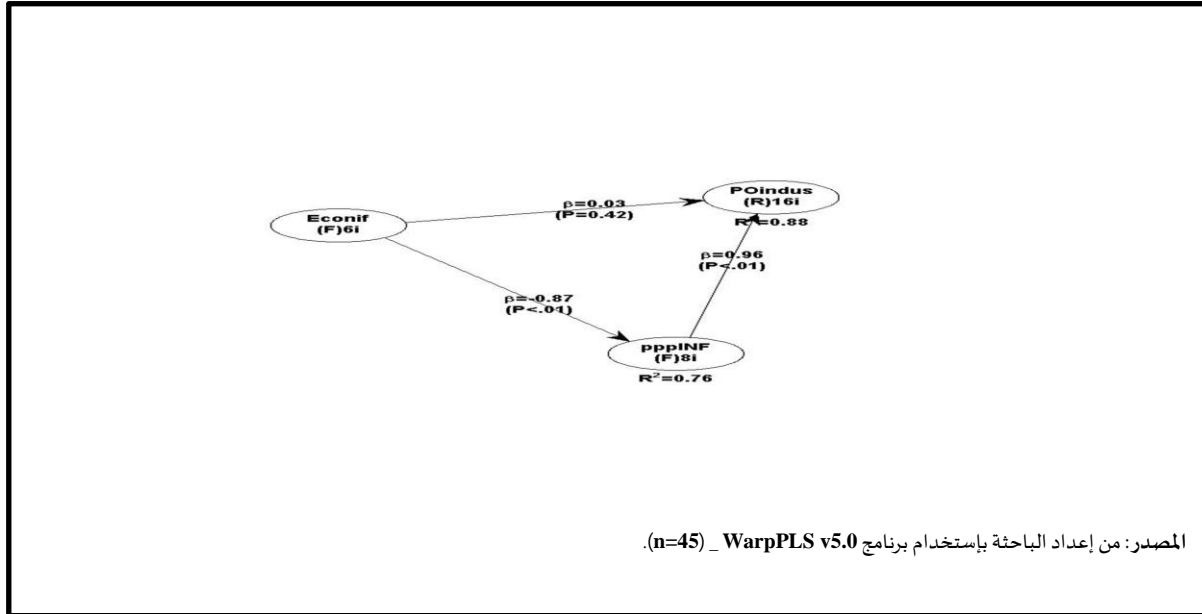 POindus
(R)16i
R²=0.88
β=0.03
(P=0.42)
Econif
(F)6i
β=0.96
(P<.01)
β=-0.87
(P<.01)
pppINF
(F)8i
R²=0.76
المصدر: من إعداد الباحثة بإستخدام برنامج WarpPLS v5.0 _ (n=45).